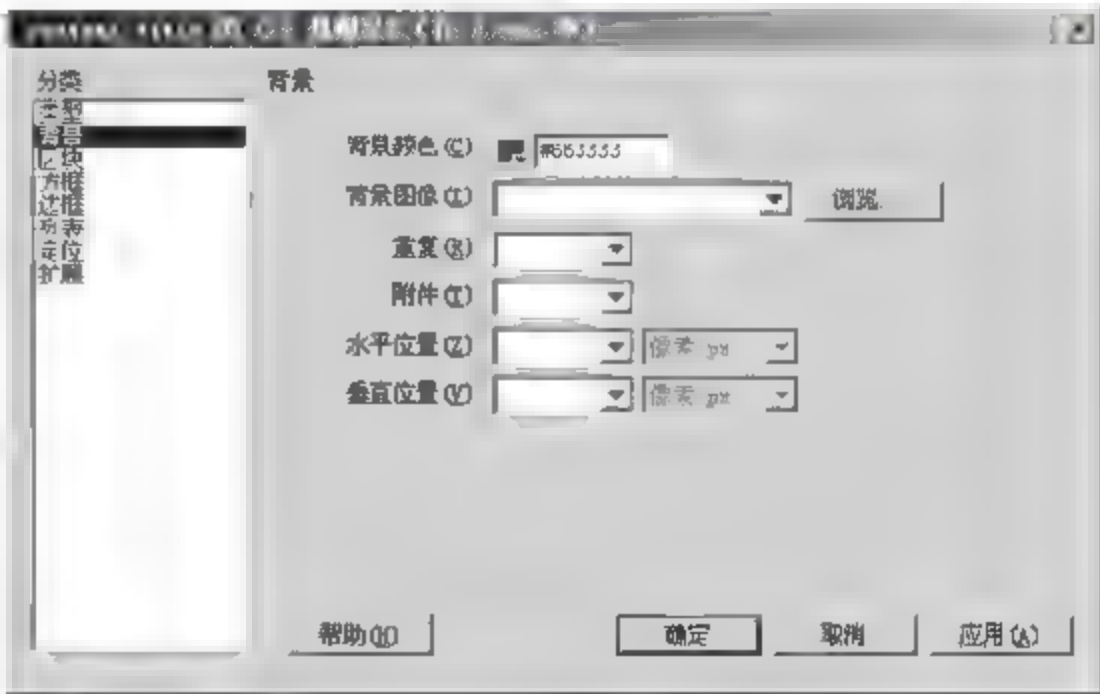 分类
背景
类型
背景
区块
方框
边框
列表
定位
扩展
背景颜色(C)
背景图像(I)
浏览...
重复(R)
附件(T)
水平位置(Z)
像素 px
垂直位置(V)
像素 px
帮助(H)
确定
取消
应用(A)